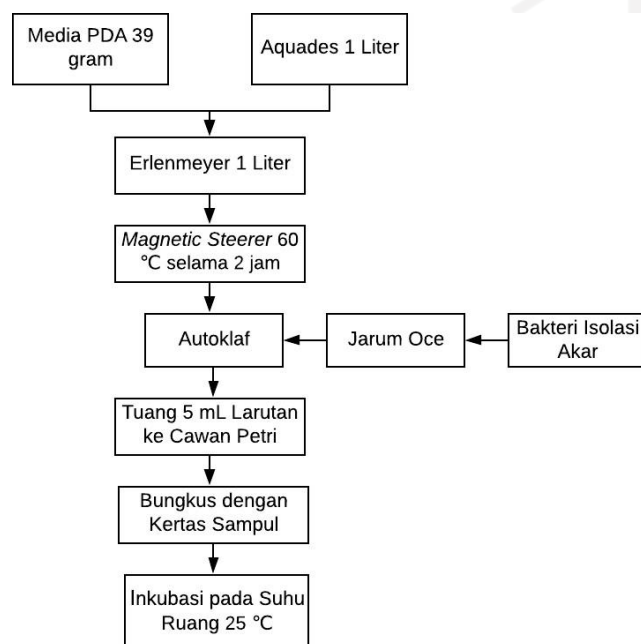 Media PDA 39
gram
Aquades 1 Liter
Erlenmeyer 1 Liter
Magnetic Steerer 60
℃ selama 2 jam
Autoklaf
Jarum Oce
Bakteri Isolasi
Akar
Tuang 5 mL Larutan
ke Cawan Petri
Bungkus dengan
Kertas Sampul
Inkubasi pada Suhu
Ruang 25 ℃